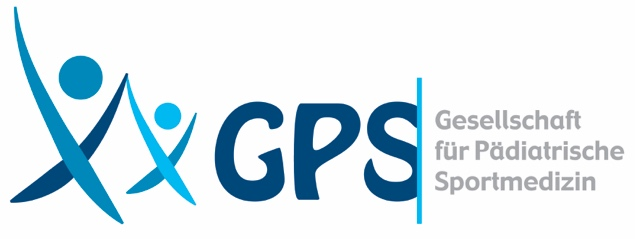 GPS
Gesellschaft
für Pädiatrische
Sportmedizin